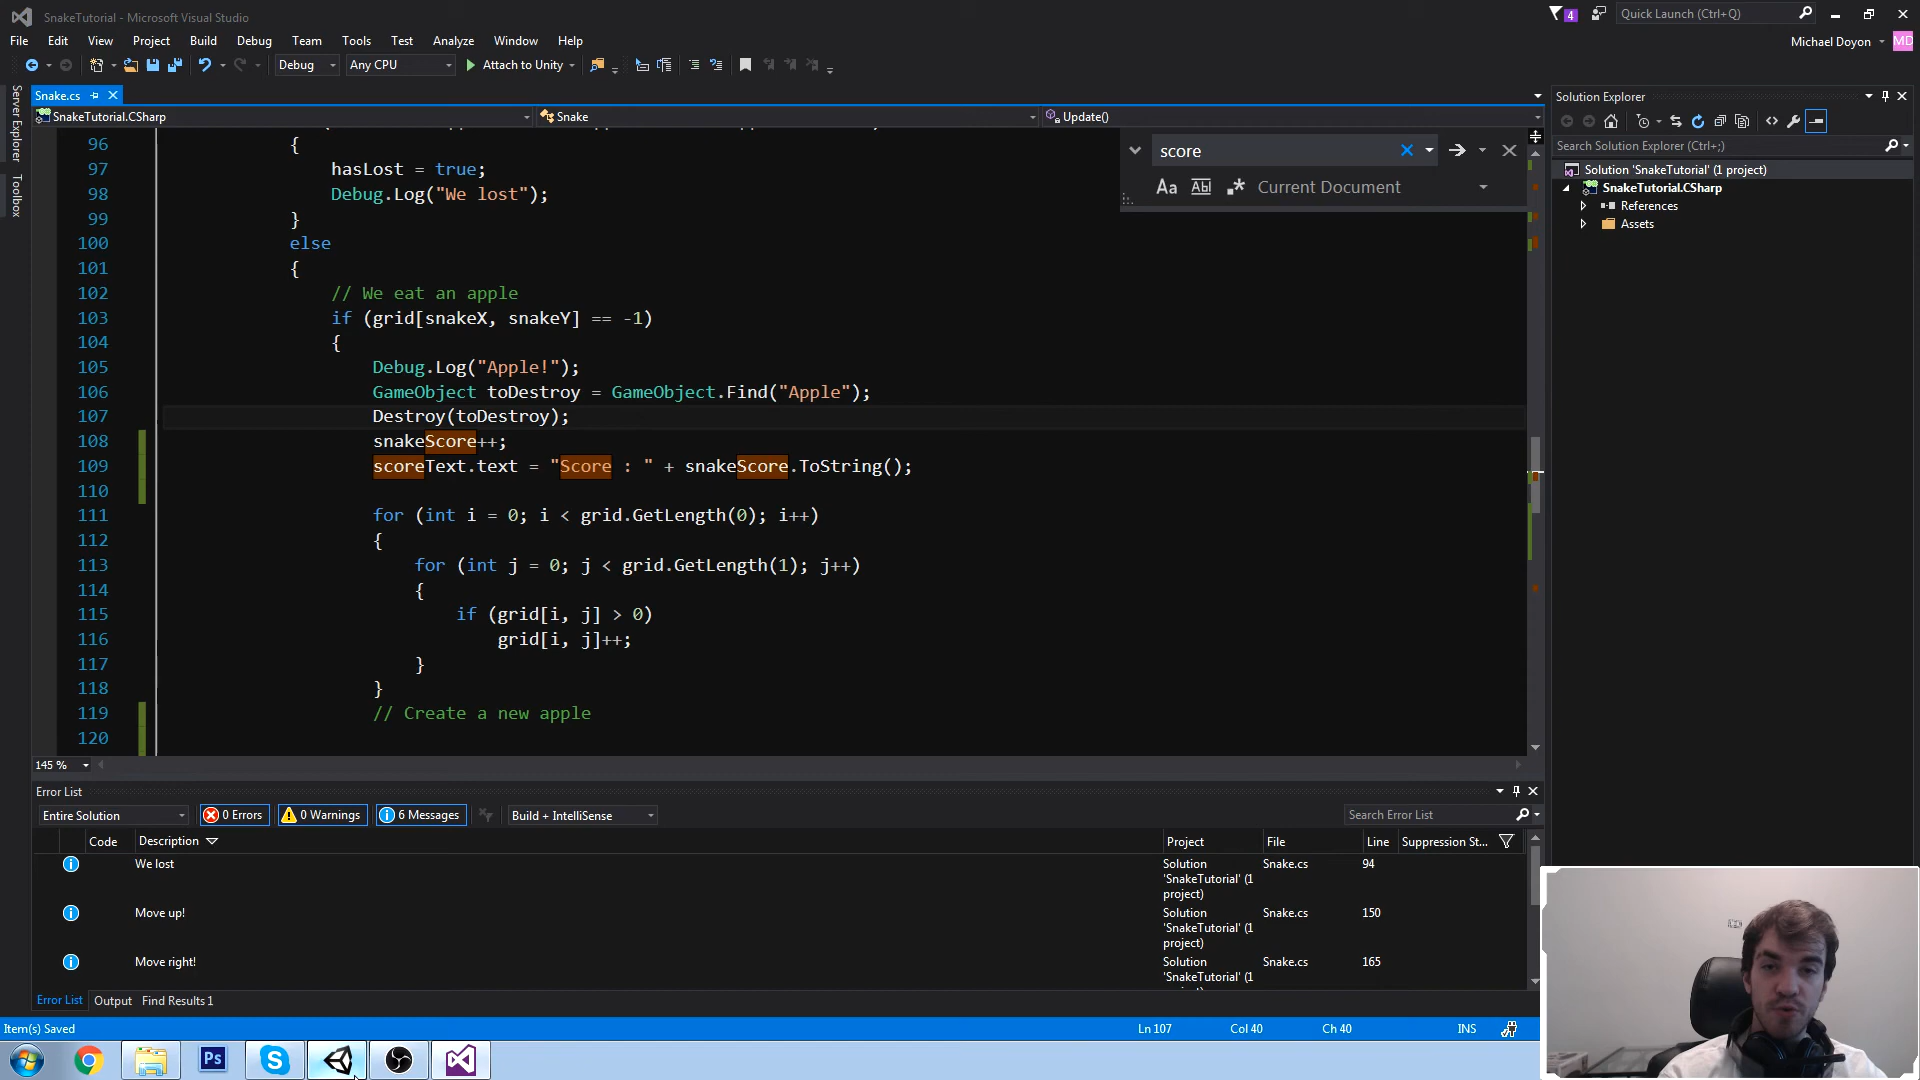 SnakeTutorial - Microsoft Visual Studio
4
Quick Launch (Ctrl+Q)
File Edit View Project Build Debug Team Tools Test Analyze Window Help
Michael Doyon MD
Debug Any CPU Attach to Unity
Server Explorer
Toolbox
Snake.cs
SnakeTutorial.CSharp Snake Update()
score
Aa Abl .* Current Document
96 {
97 hasLost = true;
98 Debug.Log("We lost");
99 }
100 else
101 {
102 // We eat an apple
103 if (grid[snakeX, snakeY] == -1)
104 {
105 Debug.Log("Apple!");
106 GameObject toDestroy = GameObject.Find("Apple");
107 Destroy(toDestroy);
108 snakeScore++;
109 scoreText.text = "Score : " + snakeScore.ToString();
110
111 for (int i = 0; i < grid.GetLength(0); i++)
112 {
113 for (int j = 0; j < grid.GetLength(1); j++)
114 {
115 if (grid[i, j] > 0)
116 grid[i, j]++;
117 }
118 }
119 // Create a new apple
120
145 %
Solution Explorer
Search Solution Explorer (Ctrl+;)
Solution 'SnakeTutorial' (1 project)
SnakeTutorial.CSharp
References
Assets
Error List
Entire Solution 0 Errors 0 Warnings 6 Messages Build + IntelliSense Search Error List
Code Description Project File Line Suppression St...
We lost Solution 'SnakeTutorial' (1 project) Snake.cs 94
Move up! Solution 'SnakeTutorial' (1 project) Snake.cs 150
Move right! Solution 'SnakeTutorial' (1 Snake.cs 165
Error List Output Find Results 1
Item(s) Saved Ln 107 Col 40 Ch 40 INS
Ps